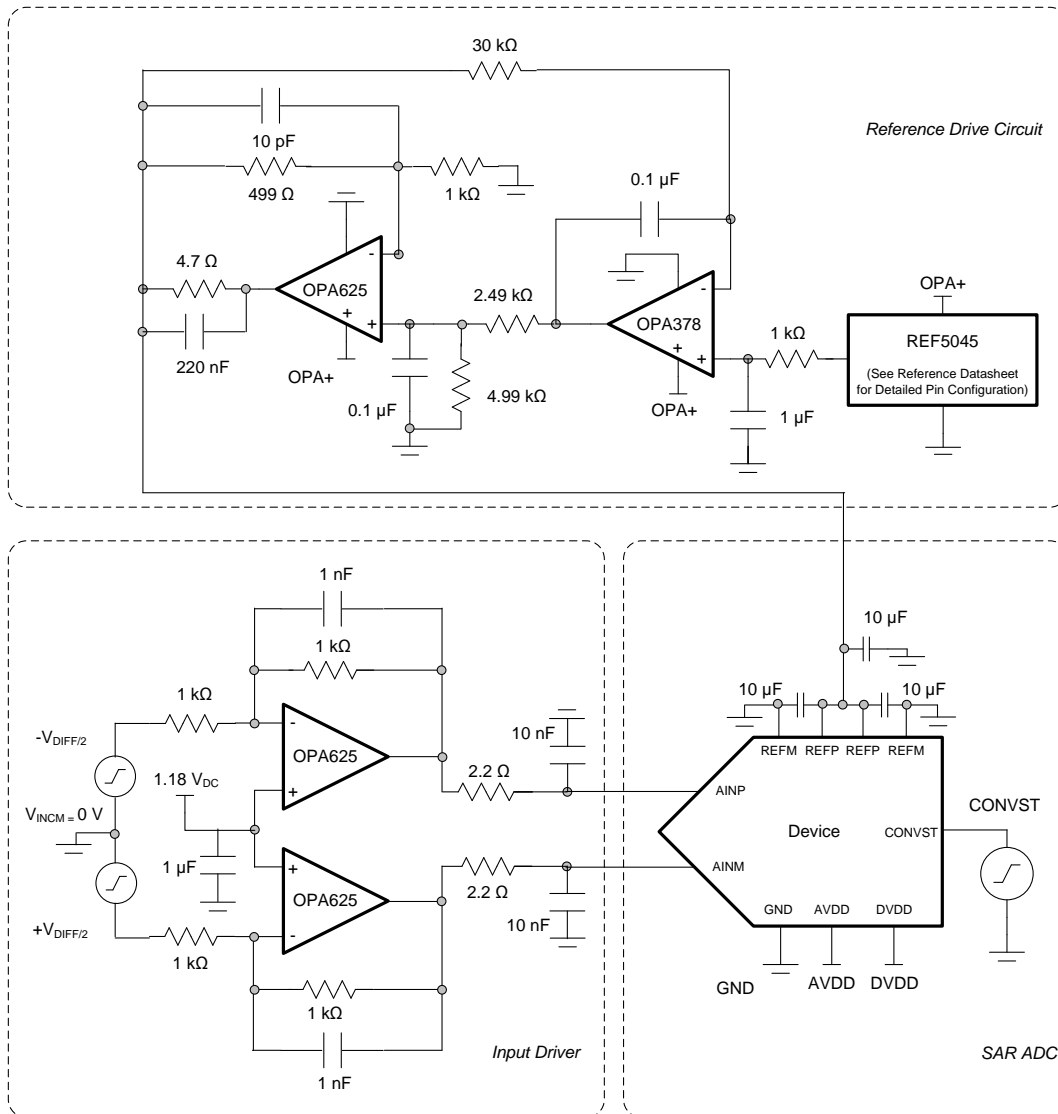 30 kΩ
Reference Drive Circuit
10 pF
499 Ω
1 kΩ
0.1 µF
4.7 Ω
-
OPA625
+
+
220 nF
OPA+
2.49 kΩ
0.1 µF
4.99 kΩ
-
OPA378
+
+
OPA+
1 kΩ
1 µF
OPA+
REF5045
(See Reference Datasheet
for Detailed Pin Configuration)
1 nF
1 kΩ
1 kΩ
-
OPA625
+
-VDIFF/2
VINCM = 0 V
+VDIFF/2
1.18 VDC
1 µF
+
OPA625
-
1 kΩ
1 kΩ
1 nF
10 nF
2.2 Ω
2.2 Ω
10 nF
Input Driver
10 µF
10 µF
10 µF
REFM REFP REFP REFM
AINP
Device
CONVST
CONVST
AINM
GND AVDD DVDD
GND AVDD DVDD
SAR ADC